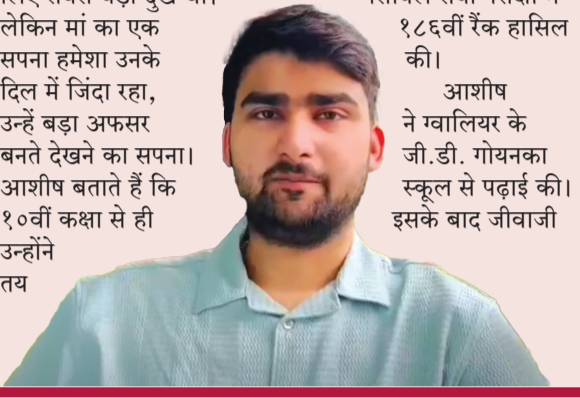 लेकिन मां का एक
सपना हमेशा उनके
दिल में जिंदा रहा,
उन्हें बड़ा अफसर
बनते देखने का सपना।
आशीष बताते हैं कि
१०वीं कक्षा से ही
उन्होंने
तय
१८६वीं रैंक हासिल
की।
आशीष
ने ग्वालियर के
जी.डी. गोयनका
स्कूल से पढ़ाई की।
इसके बाद जीवाजी